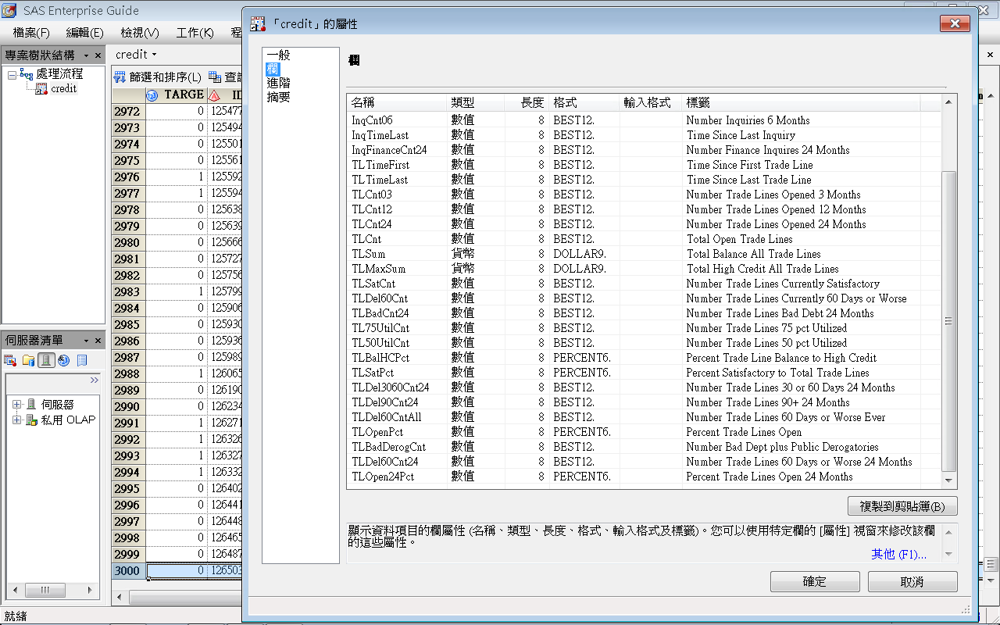 SAS Enterprise Guide
檔案(F) 編輯(E) 檢視(V) 工作(K) 程
專案樹狀結構
處理流程
credit
伺服器清單
伺服器
私用 OLAP
就緒
credit
篩選和排序(L) 查
TARGE ID
2972 0 125477
2973 0 125494
2974 0 125501
2975 0 125561
2976 1 125592
2977 1 125594
2978 0 125638
2979 0 125639
2980 0 125666
2981 0 125727
2982 0 125756
2983 1 125799
2984 0 125906
2985 0 125920
2986 0 125936
2987 0 125989
2988 1 126065
2989 0 126190
2990 0 126234
2991 1 126271
2992 1 126326
2993 1 126327
2994 1 126332
2995 0 126402
2996 0 126441
2997 0 126448
2998 0 126465
2999 0 126487
3000 0 126503
「credit」的屬性
一般
欄
進階
摘要
欄
名稱 類型 長度 格式 輸入格式 標籤
InqCnt06 數值 8 BEST12. Number Inquiries 6 Months
InqTimeLast 數值 8 BEST12. Time Since Last Inquiry
InqFinanceCnt24 數值 8 BEST12. Number Finance Inquires 24 Months
TLTimeFirst 數值 8 BEST12. Time Since First Trade Line
TLTimeLast 數值 8 BEST12. Time Since Last Trade Line
TLCnt03 數值 8 BEST12. Number Trade Lines Opened 3 Months
TLCnt12 數值 8 BEST12. Number Trade Lines Opened 12 Months
TLCnt24 數值 8 BEST12. Number Trade Lines Opened 24 Months
TLCnt 數值 8 BEST12. Total Open Trade Lines
TLSum 貨幣 8 DOLLAR9. Total Balance All Trade Lines
TLMaxSum 貨幣 8 DOLLAR9. Total High Credit All Trade Lines
TLSatCnt 數值 8 BEST12. Number Trade Lines Currently Satisfactory
TLDel60Cnt 數值 8 BEST12. Number Trade Lines Currently 60 Days or Worse
TLBadCnt24 數值 8 BEST12. Number Trade Lines Bad Debt 24 Months
TL75UtilCnt 數值 8 BEST12. Number Trade Lines 75 pct Utilized
TL50UtilCnt 數值 8 BEST12. Number Trade Lines 50 pct Utilized
TLBalHCPct 數值 8 PERCENT6. Percent Trade Line Balance to High Credit
TLSatPct 數值 8 PERCENT6. Percent Satisfactory to Total Trade Lines
TLDel3060Cnt24 數值 8 BEST12. Number Trade Lines 30 or 60 Days 24 Months
TLDel90Cnt24 數值 8 BEST12. Number Trade Lines 90+ 24 Months
TLDel60CntAll 數值 8 BEST12. Number Trade Lines 60 Days or Worse Ever
TLOpenPct 數值 8 PERCENT6. Percent Trade Lines Open
TLBadDerogCnt 數值 8 BEST12. Number Bad Dept plus Public Derogatories
TLDel60Cnt24 數值 8 BEST12. Number Trade Lines 60 Days or Worse 24 Months
TLOpen24Pct 數值 8 PERCENT6. Percent Trade Lines Open 24 Months
複製到剪貼簿(B)
顯示資料項目的欄屬性 (名稱、類型、長度、格式、輸入格式及標籤)。您可以使用特定欄的 [屬性] 視窗來修改該欄
的這些屬性。
其他 (F1)...
確定 取消